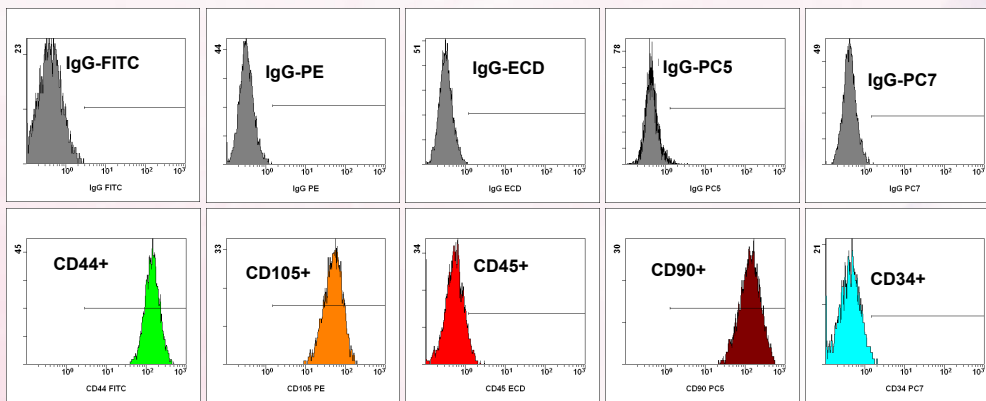 23
IgG-FITC
10⁰ 10¹ 10² 10³
IgG FITC
44
IgG-PE
10⁰ 10¹ 10² 10³
IgG PE
51
IgG-ECD
10⁰ 10¹ 10² 10³
IgG ECD
78
IgG-PC5
10⁰ 10¹ 10² 10³
IgG PC5
49
IgG-PC7
10⁰ 10¹ 10² 10³
IgG PC7
45
CD44+
10⁰ 10¹ 10² 10³
CD44 FITC
33
CD105+
10⁰ 10¹ 10² 10³
CD105 PE
34
CD45+
10⁰ 10¹ 10² 10³
CD45 ECD
30
CD90+
10⁰ 10¹ 10² 10³
CD90 PC5
21
CD34+
10⁰ 10¹ 10² 10³
CD34 PC7